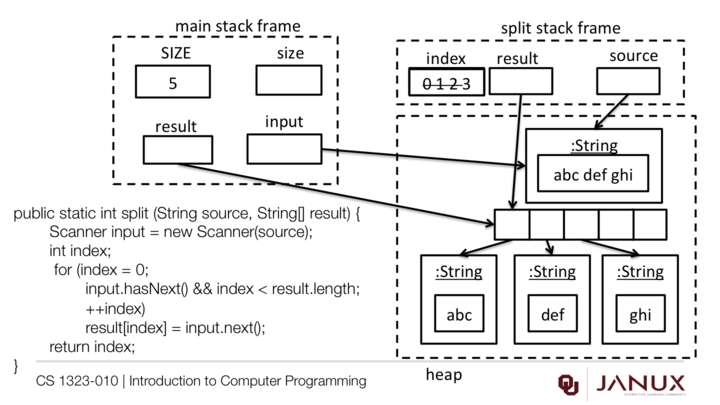 main stack frame
SIZE
size
5
result
input
split stack frame
index
result
source
0 1 2 3
:String
abc def ghi
:String
:String
:String
abc
def
ghi
heap
public static int split (String source, String[] result) {
Scanner input = new Scanner(source);
int index;
for (index = 0;
input.hasNext() && index < result.length;
++index)
result[index] = input.next();
return index;
}
CS 1323-010 | Introduction to Computer Programming
JANUX